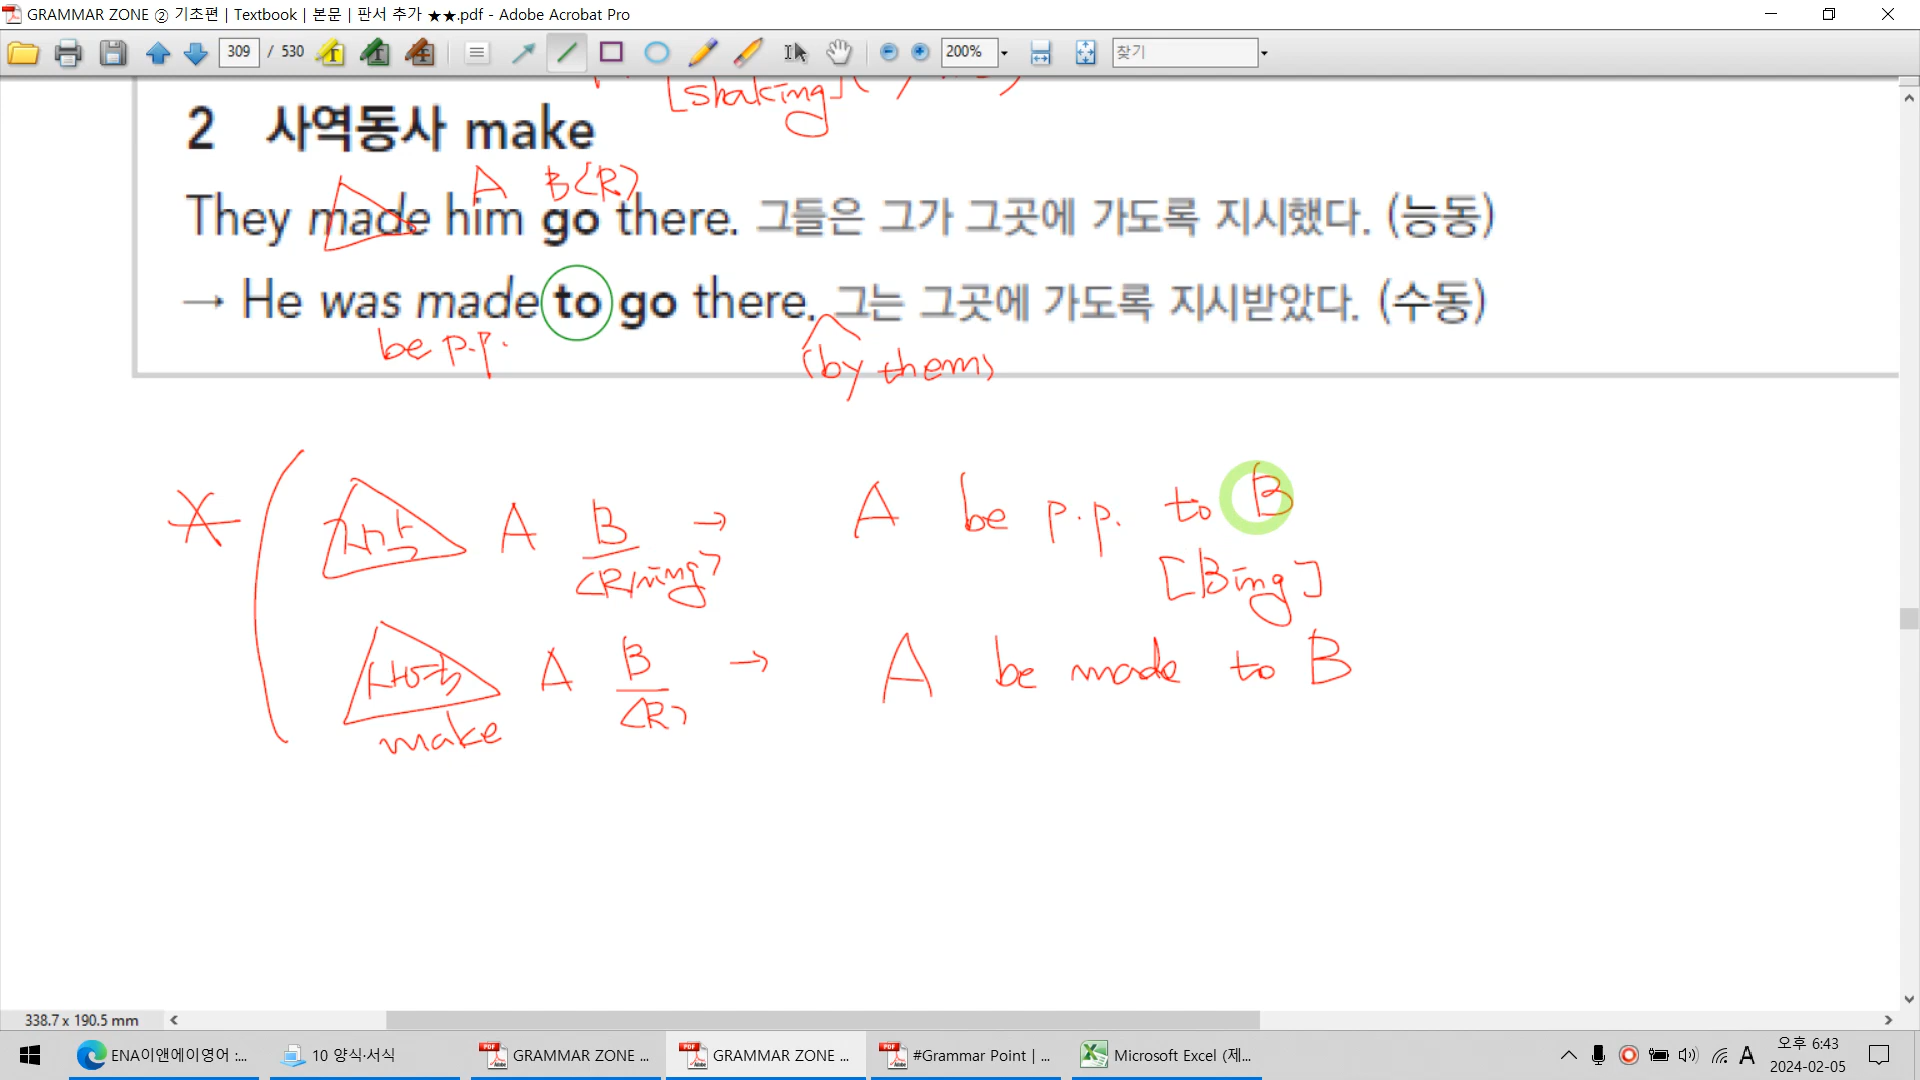 GRAMMAR ZONE ② 기초편 | Textbook | 본문 | 판서 추가 ★★.pdf - Adobe Acrobat Pro
309 / 530 200% 찾기
[shaking]
2 사역동사 make
A B<R>
They made him go there. 그들은 그가 그곳에 가도록 지시했다. (능동)
→ He was made to go there. 그는 그곳에 가도록 지시받았다. (수동)
be p.p. (by them)
지각 A B → A be p.p. to B
<R/ring> [Bing]
사역동 A B → A be made to B
make <R>
338.7 x 190.5 mm
ENA이앤에이영어 :... 10 양식·서식 GRAMMAR ZONE ... GRAMMAR ZONE ... #Grammar Point | ... Microsoft Excel (제... A 오후 6:43
2024-02-05